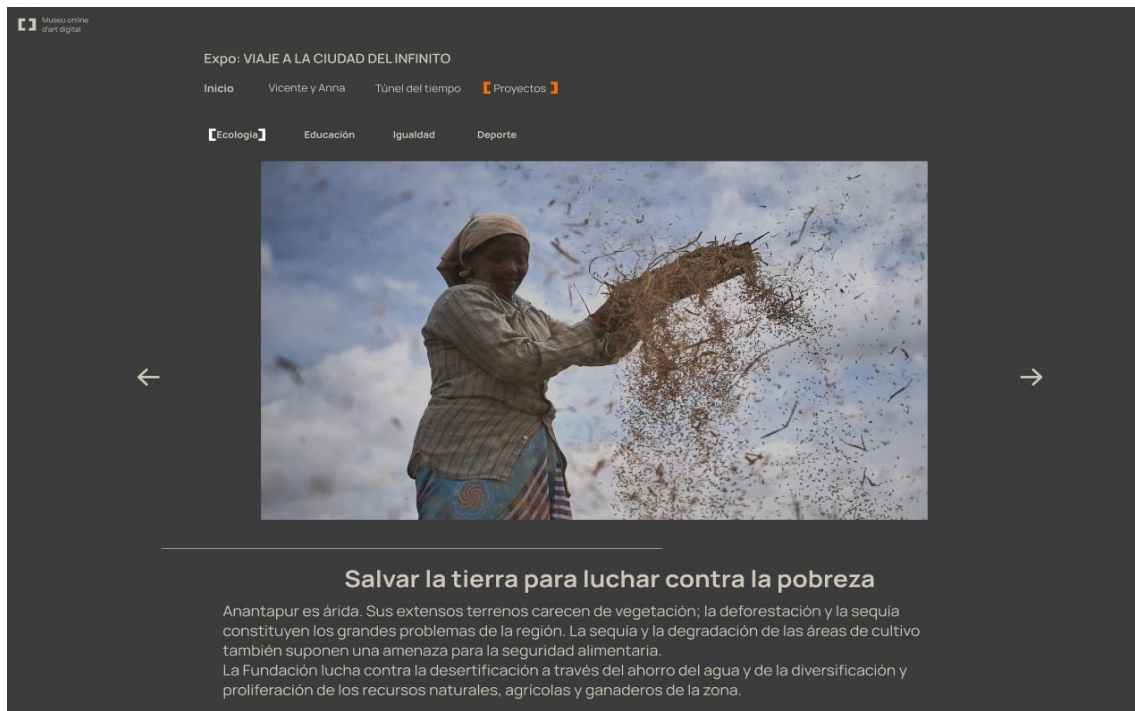 Museu online
d'art digital
Expo: VIAJE A LA CIUDAD DEL INFINITO
Inicio Vicente y Anna Túnel del tiempo [Proyectos]
[Ecología] Educación Igualdad Deporte
Salvar la tierra para luchar contra la pobreza
Anantapur es árida. Sus extensos terrenos carecen de vegetación; la deforestación y la sequía
constituyen los grandes problemas de la región. La sequía y la degradación de las áreas de cultivo
también suponen una amenaza para la seguridad alimentaria.
La Fundación lucha contra la desertificación a través del ahorro del agua y de la diversificación y
proliferación de los recursos naturales, agrícolas y ganaderos de la zona.